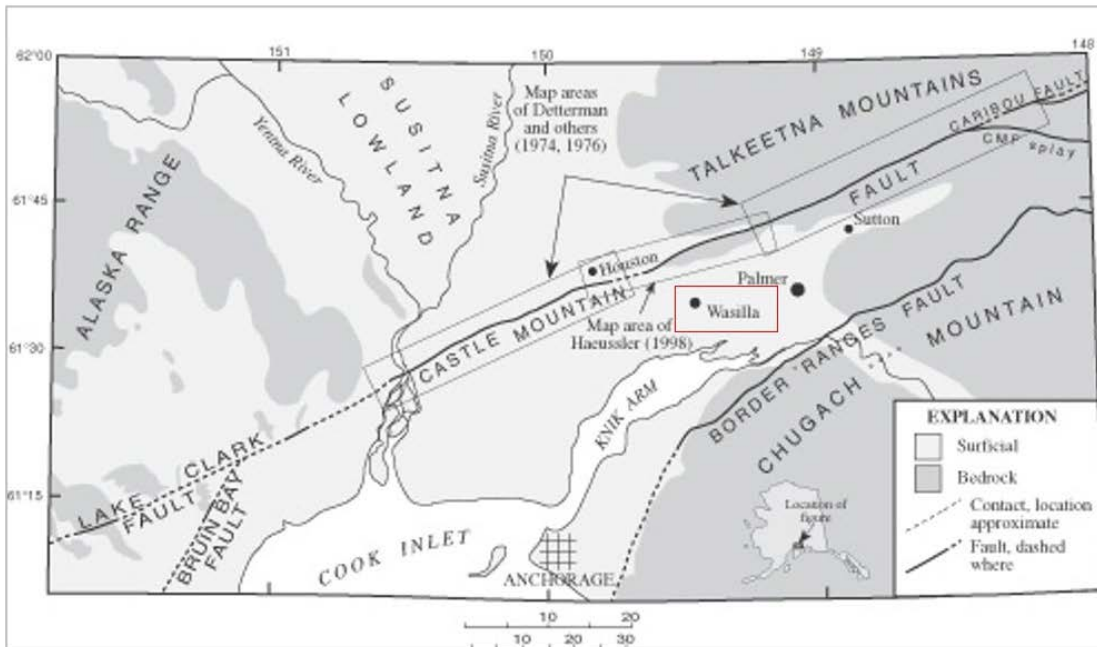 151
150
149
148
62°00
61°45
61°30
61°15
ALASKA RANGE
Yentna River
SUSITNA
LOWLAND
Susitna River
Map areas
of Detterman
and others
(1974, 1976)
TALKEETNA MOUNTAINS
CARIBOU FAULT
CMF splay
FAULT
Sutton
Houston
Palmer
Wasilla
CASTLE MOUNTAIN
Map area of
Haeussler (1998)
KNIK ARM
BORDER RANGES FAULT
CHUGACH MOUNTAIN
LAKE CLARK
FAULT
BRUIN BAY
FAULT
COOK INLET
ANCHORAGE
EXPLANATION
Surficial
Bedrock
Contact, location
approximate
Fault, dashed
where
Location of
figure
10 20
10 20 30